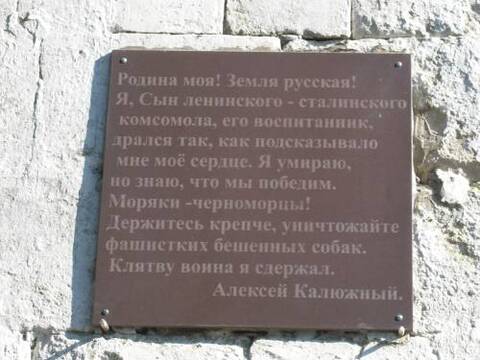 Родина моя! Земля русская!
Я, Сын ленинского - сталинского
комсомола, его воспитанник,
дрался так, как подсказывало
мне моё сердце. Я умираю,
но знаю, что мы победим.
Моряки -черноморцы!
Держитесь крепче, уничтожайте
фашистких бешенных собак.
Клятву воина я сдержал.
Алексей Калюжный.